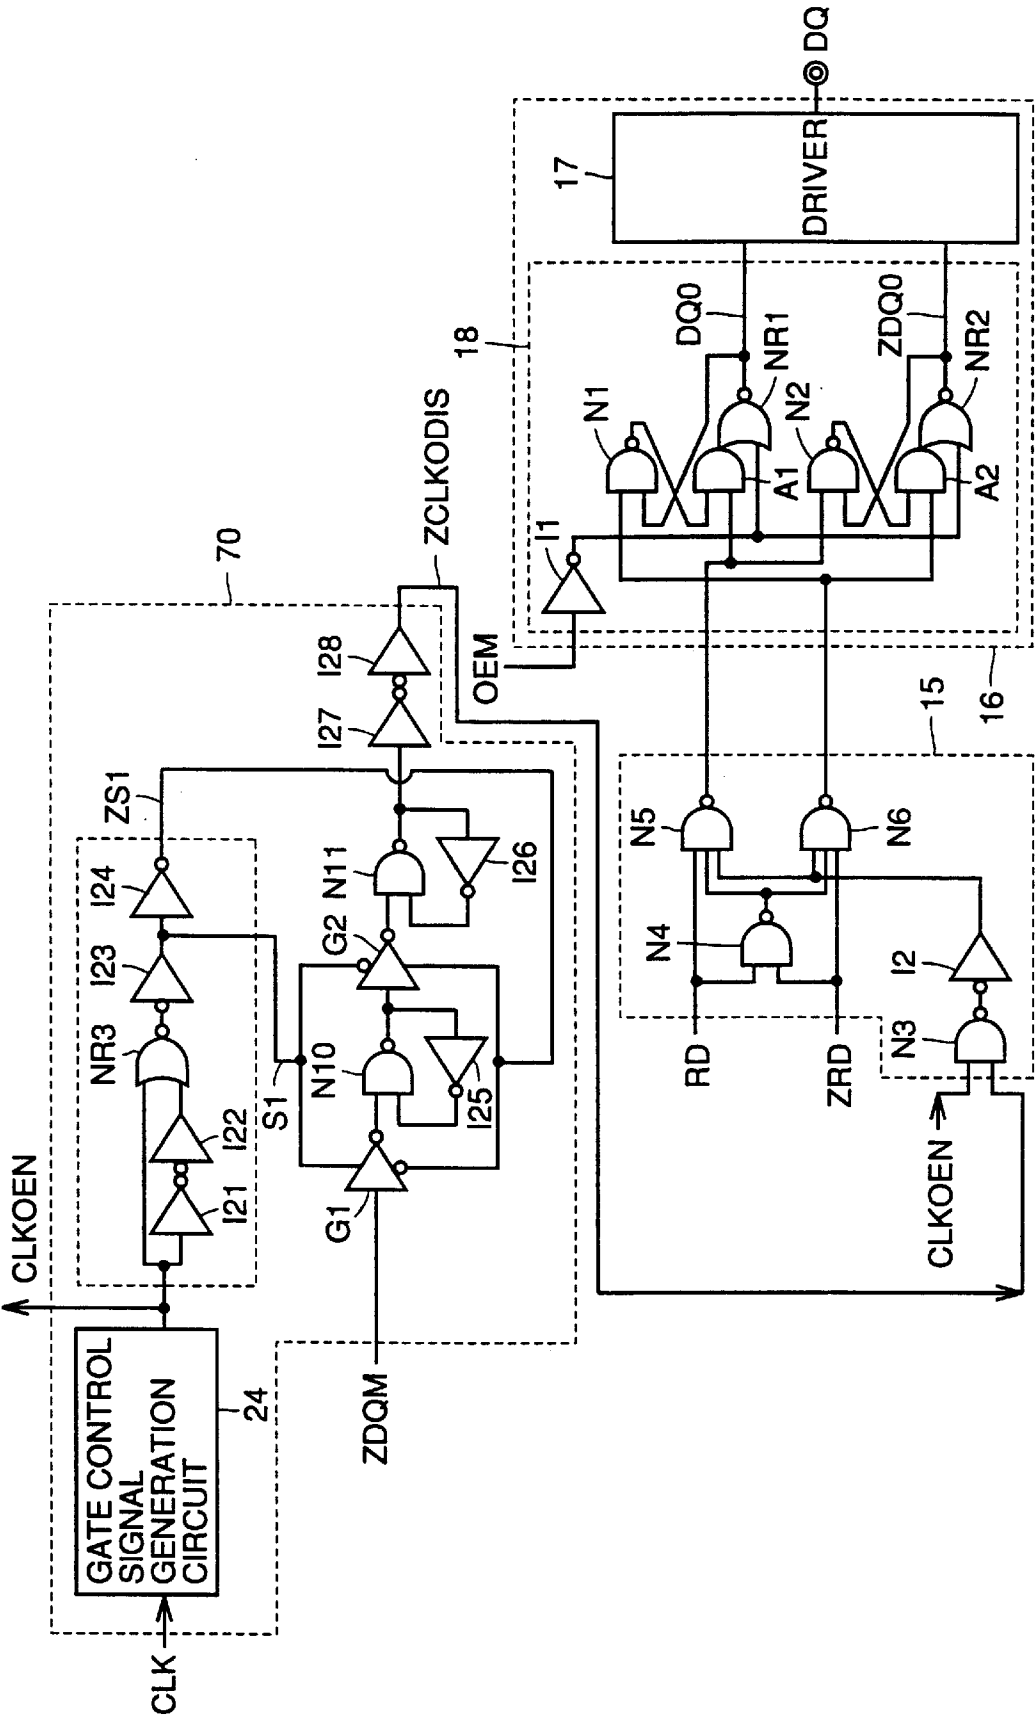 CLK
GATE CONTROL
SIGNAL
GENERATION
CIRCUIT
24
CLKOEN
I21
I22
NR3
I23
I24
ZS1
S1
70
ZDQM
G1
N10
I25
G2
N11
I26
I27
I28
ZCLKODIS
OEM
I1
18
N1
A1
DQ0
NR1
N2
A2
ZDQ0
NR2
17
DRIVER
DQ
16
15
RD
ZRD
N4
N5
N6
CLKOEN
N3
I2